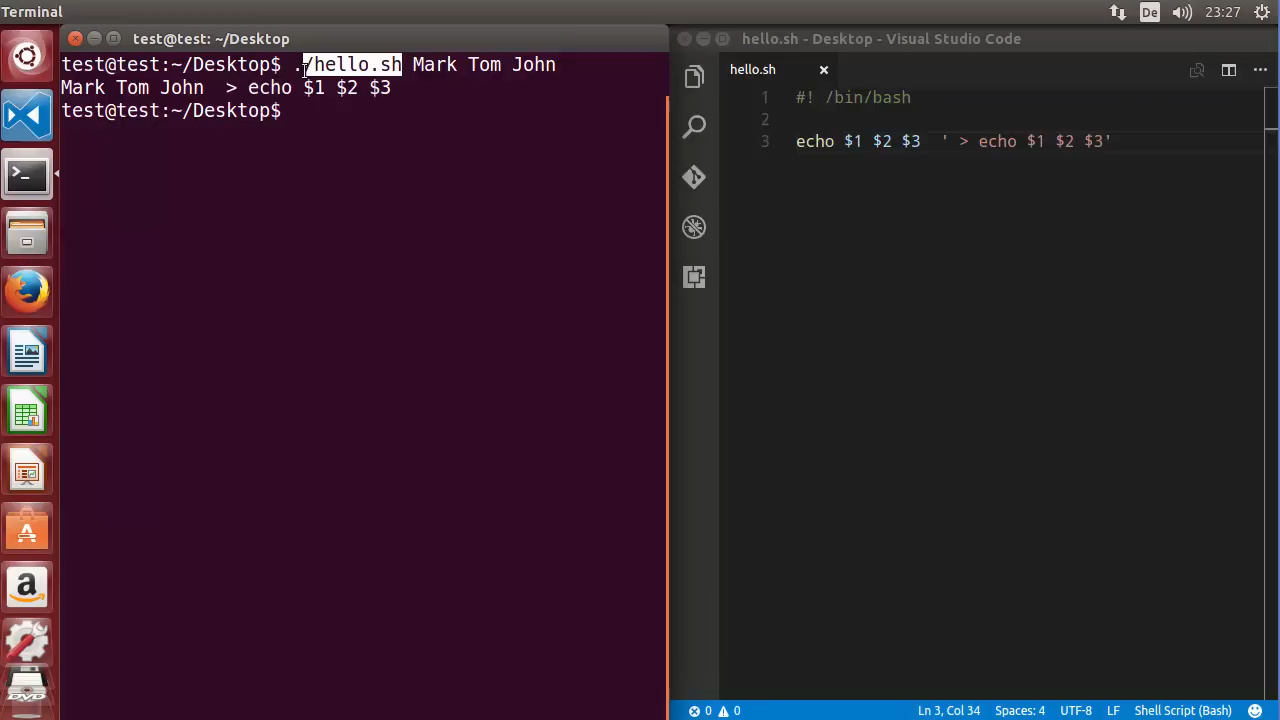 Terminal
De
23:27
test@test: ~/Desktop
test@test:~/Desktop$ ./hello.sh Mark Tom John
Mark Tom John  > echo $1 $2 $3
test@test:~/Desktop$
hello.sh - Desktop - Visual Studio Code
hello.sh
1 #! /bin/bash
2
3 echo $1 $2 $3  ' > echo $1 $2 $3'
0 0 Ln 3, Col 34 Spaces: 4 UTF-8 LF Shell Script (Bash)
DVD